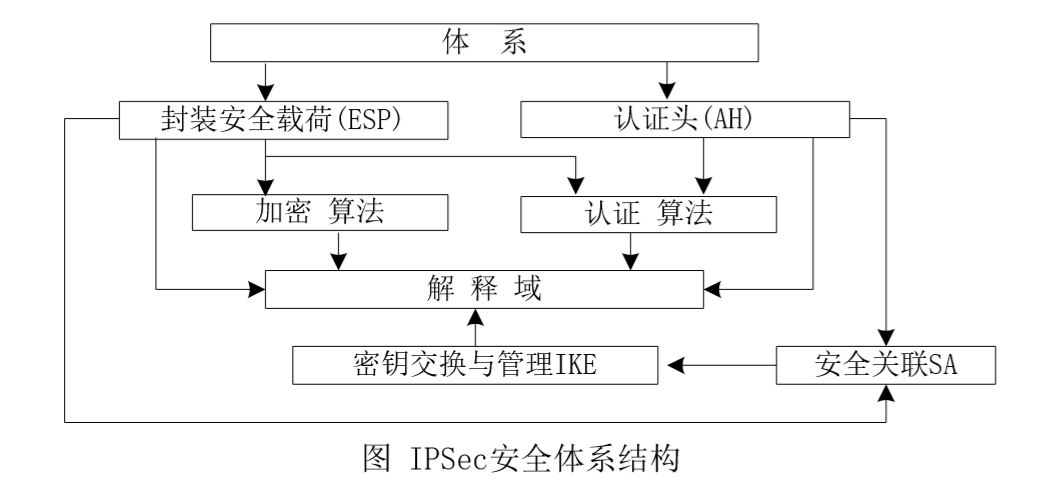 体 系
封装安全载荷(ESP)
认证头(AH)
加密 算法
认证 算法
解 释 域
密钥交换与管理IKE
安全关联SA
图 IPSec安全体系结构